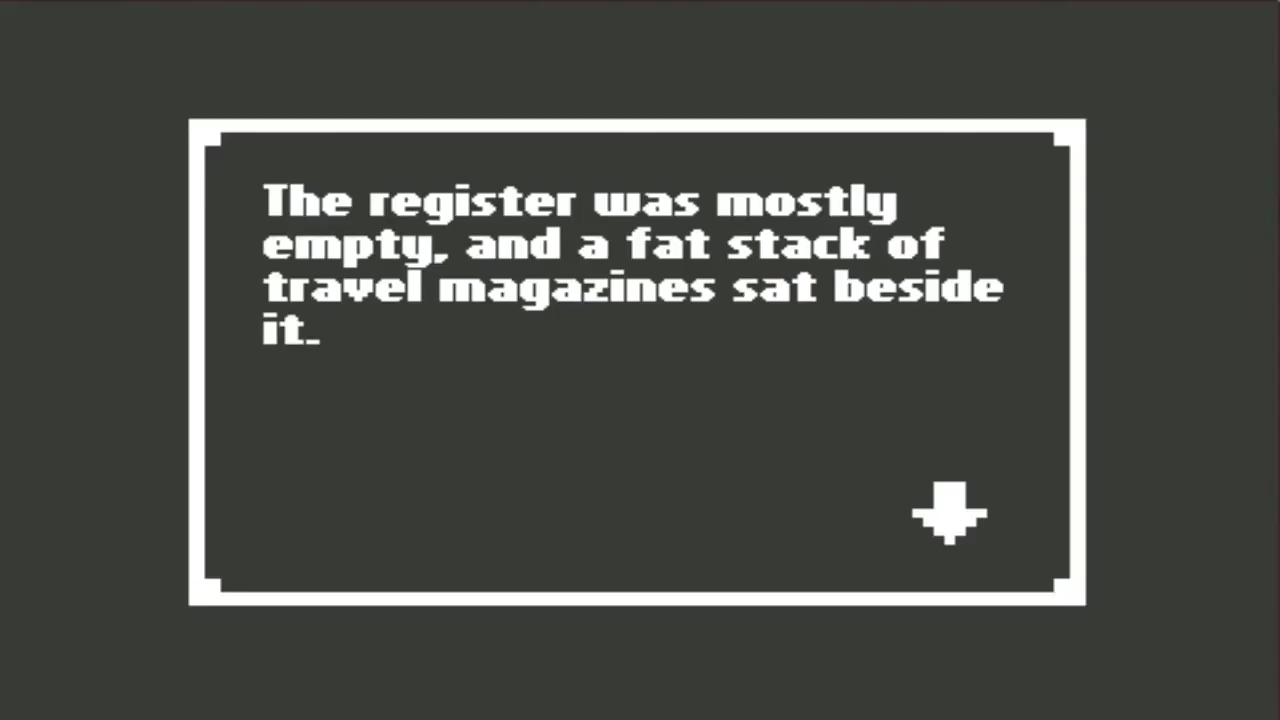 The register was mostly
empty, and a fat stack of
travel magazines sat beside
it.